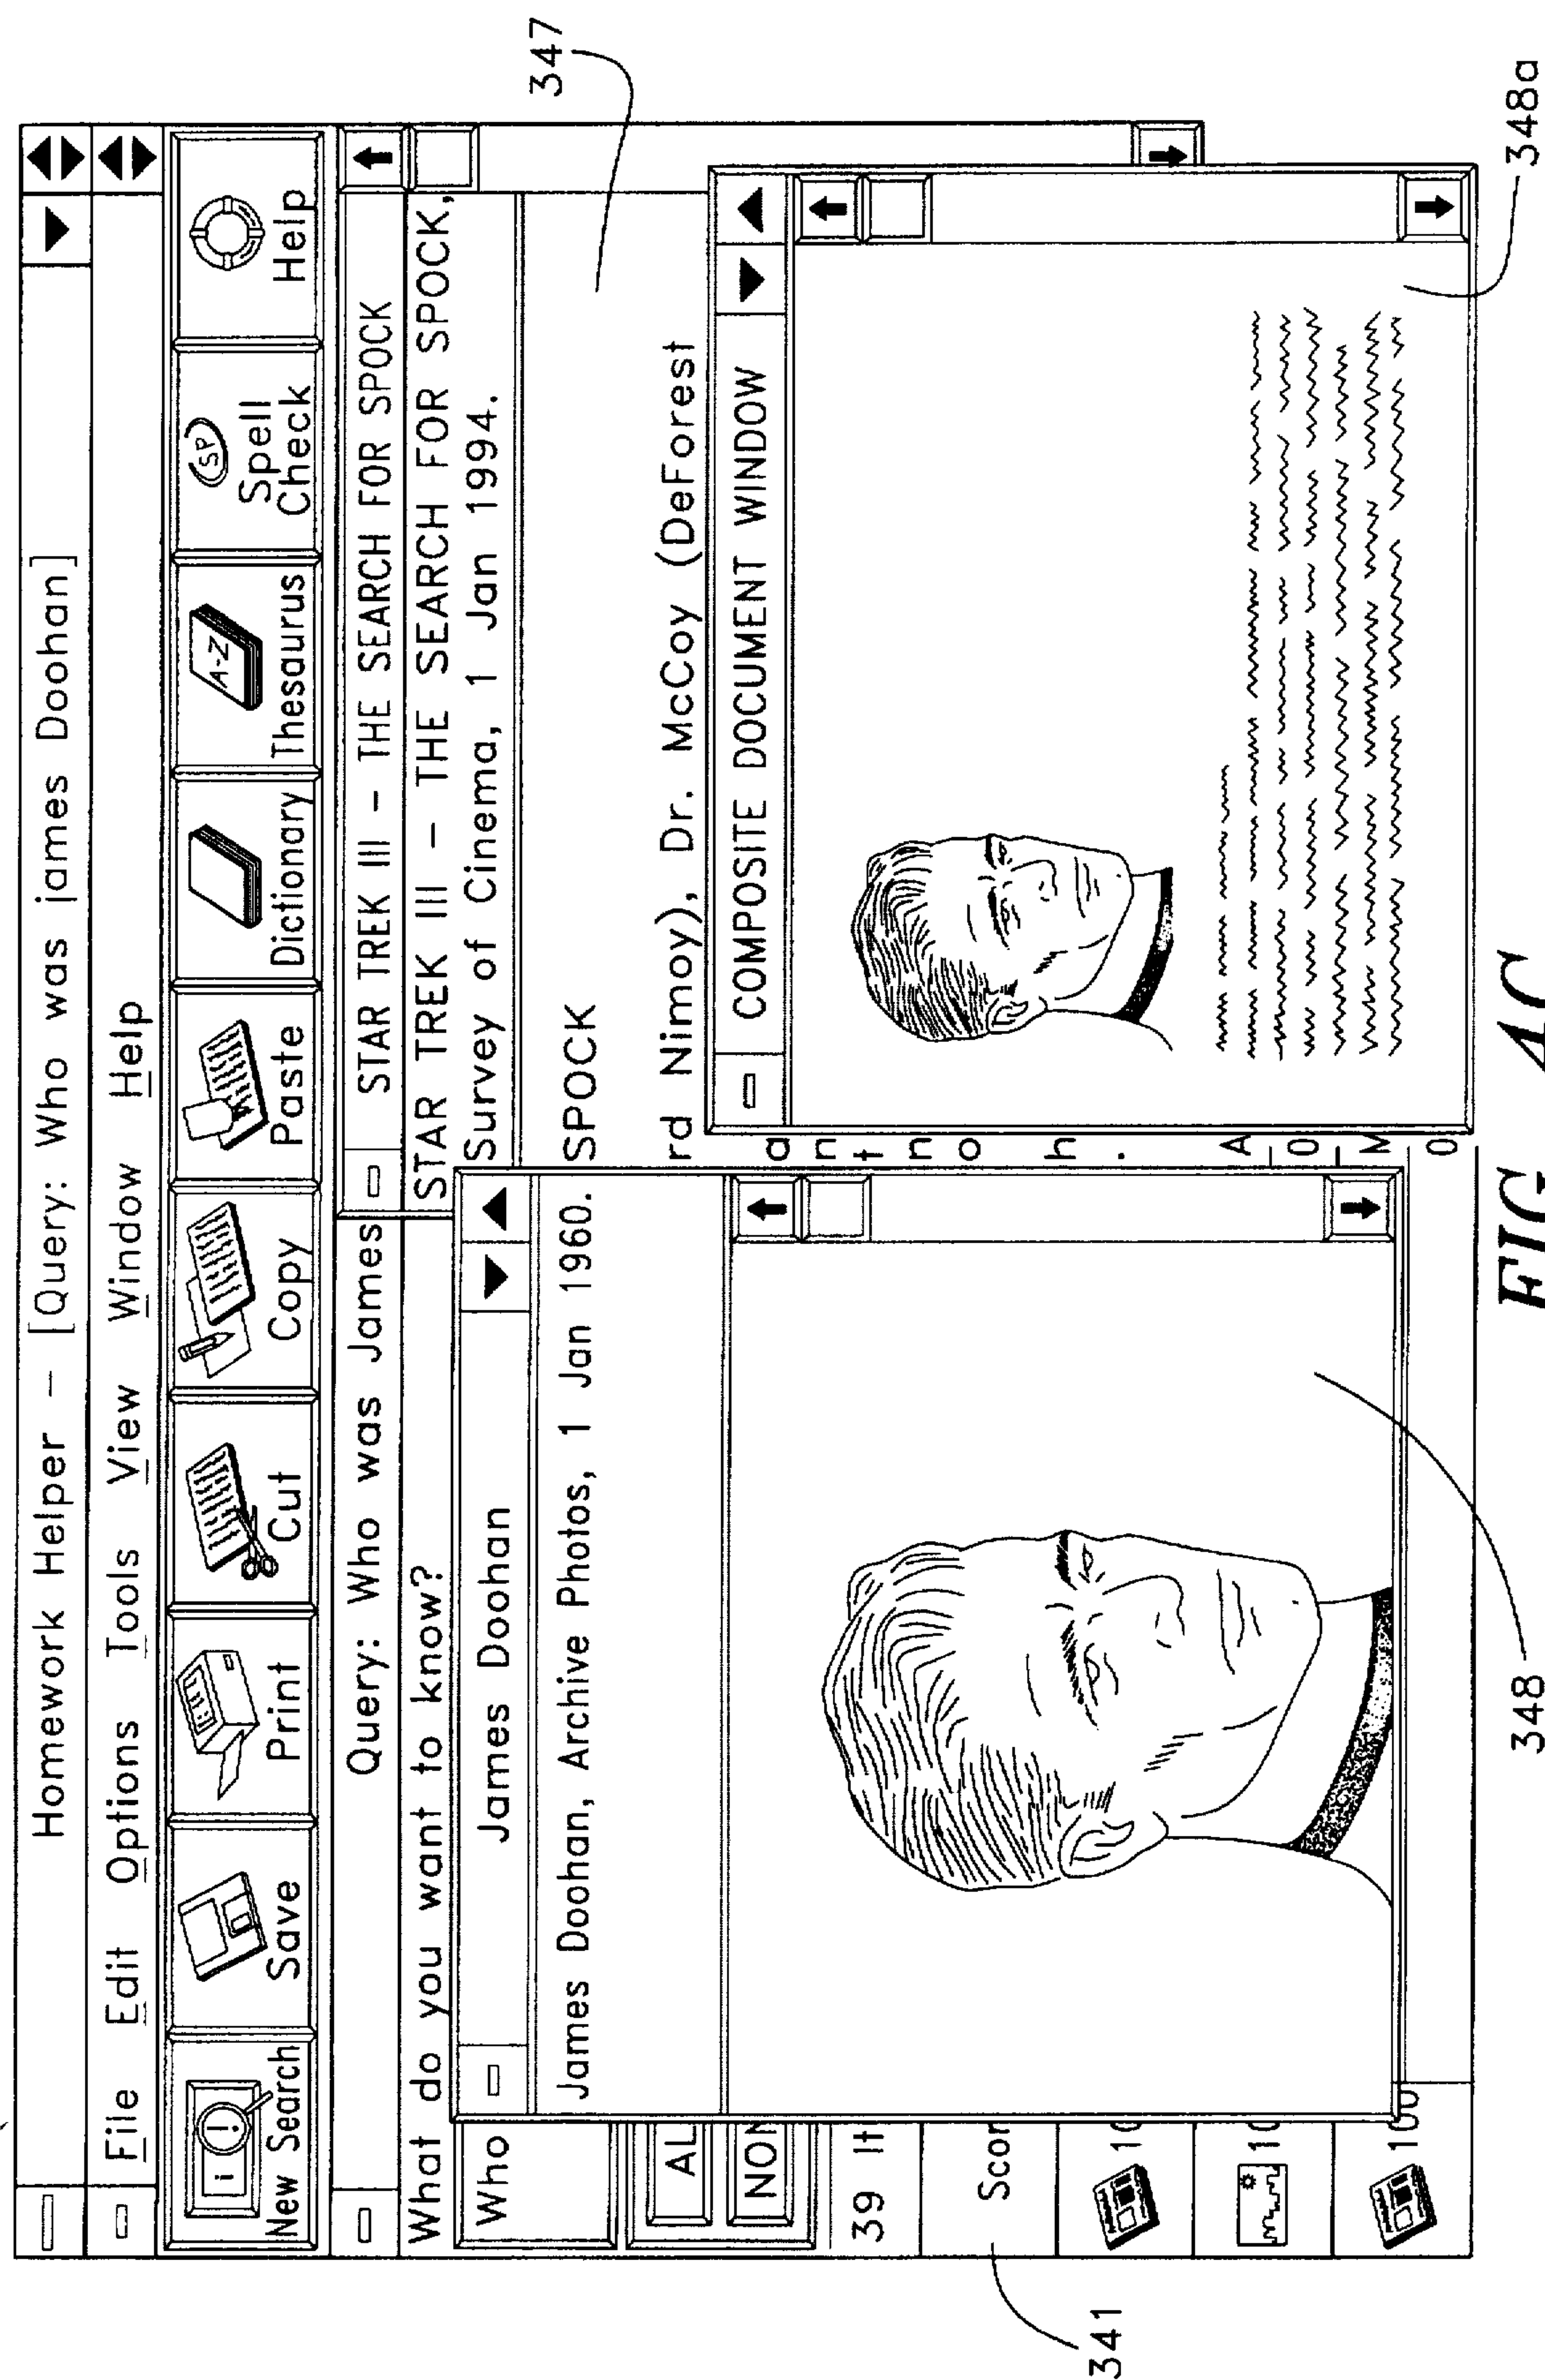 Homework Helper – [Query: Who was james Doohan]
File Edit Options Tools View Window Help
New Search
Save
Print
Cut
Copy
Paste
Dictionary
A-Z
Thesaurus
SP
Spell
Check
Help
Query: Who was James
STAR TREK III – THE SEARCH FOR SPOCK
What do you want to know?
STAR TREK III – THE SEARCH FOR SPOCK,
Survey of Cinema, 1 Jan 1994.
347
Who
James Doohan
James Doohan, Archive Photos, 1 Jan 1960.
SPOCK
rd Nimoy), Dr. McCoy (DeForest
COMPOSITE DOCUMENT WINDOW
AL
NON
39 It
Scor
10
10
100
a
n
t
n
o
h
.
A
O
M
O
341
348
348a
FIG. 4C